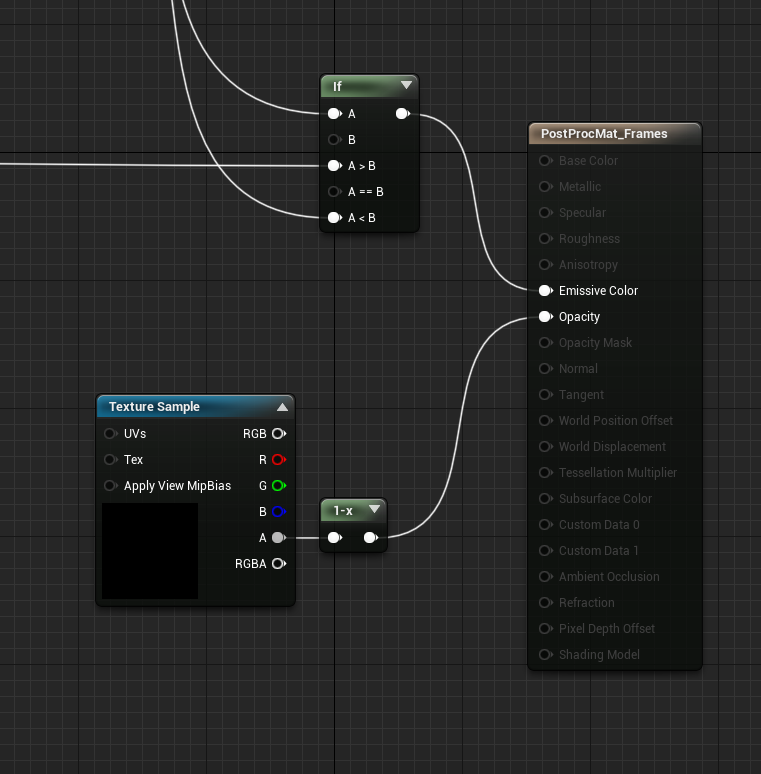 If
A
B
A > B
A == B
A < B
PostProcMat_Frames
Base Color
Metallic
Specular
Roughness
Anisotropy
Emissive Color
Opacity
Opacity Mask
Normal
Tangent
World Position Offset
World Displacement
Tessellation Multiplier
Subsurface Color
Custom Data 0
Custom Data 1
Ambient Occlusion
Refraction
Pixel Depth Offset
Shading Model
Texture Sample
UVs RGB
Tex R
Apply View MipBias G
B
A
RGBA
1-x